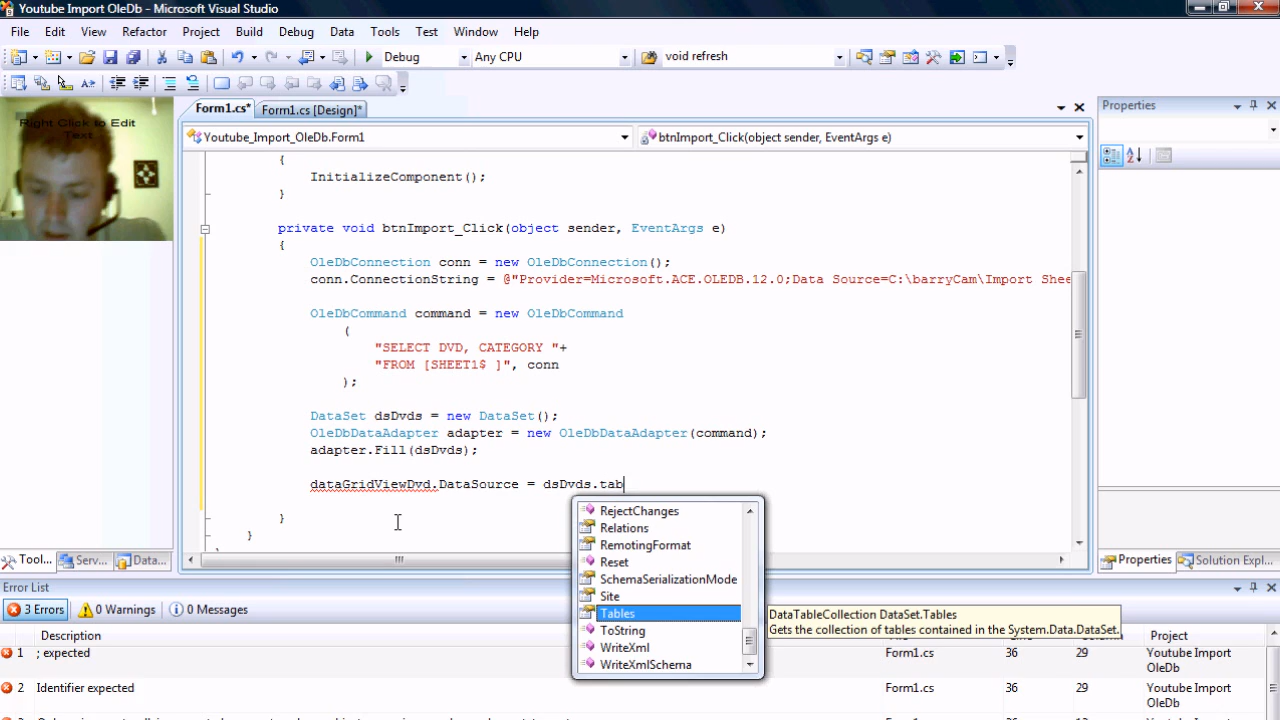 Youtube Import OleDb - Microsoft Visual Studio
File Edit View Refactor Project Build Debug Data Tools Test Window Help
Debug Any CPU void refresh
Form1.cs* Form1.cs [Design]* Properties
Right Click to Edit
Text
Youtube_Import_OleDb.Form1 btnImport_Click(object sender, EventArgs e)
{
InitializeComponent();
}
private void btnImport_Click(object sender, EventArgs e)
{
OleDbConnection conn = new OleDbConnection();
conn.ConnectionString = @"Provider=Microsoft.ACE.OLEDB.12.0;Data Source=C:\barryCam\Import Shee
OleDbCommand command = new OleDbCommand
(
"SELECT DVD, CATEGORY "+
"FROM [SHEET1$ ]", conn
);
DataSet dsDvds = new DataSet();
OleDbDataAdapter adapter = new OleDbDataAdapter(command);
adapter.Fill(dsDvds);
dataGridViewDvd.DataSource = dsDvds.tab
}
}
RejectChanges
Relations
RemotingFormat
Reset
SchemaSerializationMode
Site
Tables
ToString
WriteXml
WriteXmlSchema
DataTableCollection DataSet.Tables
Gets the collection of tables contained in the System.Data.DataSet.
Tool... Serv... Data... Properties Solution Expl...
Error List
3 Errors 0 Warnings 0 Messages
Description Project
1 ; expected Form1.cs 36 29 Youtube Import
OleDb
2 Identifier expected Form1.cs 36 29 Youtube Import
OleDb